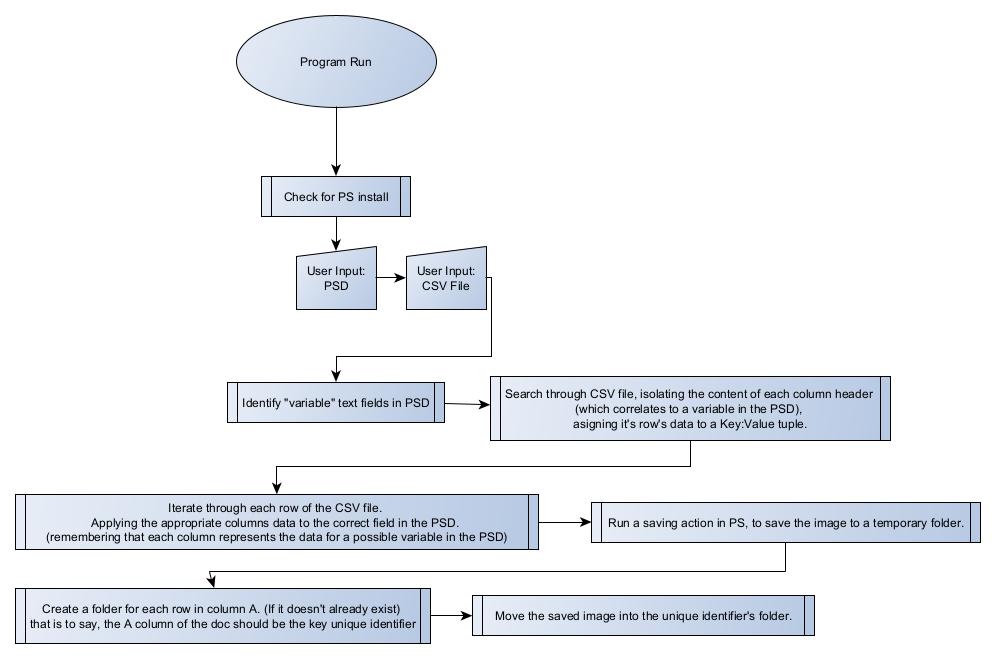 Program Run
Check for PS install
User Input:
PSD
User Input:
CSV File
Identify "variable" text fields in PSD
Search through CSV file, isolating the content of each column header
(which correlates to a variable in the PSD),
asigning it's row's data to a Key:Value tuple.
Iterate through each row of the CSV file.
Applying the appropriate columns data to the correct field in the PSD.
(remembering that each column represents the data for a possible variable in the PSD)
Run a saving action in PS, to save the image to a temporary folder.
Create a folder for each row in column A. (If it doesn't already exist)
that is to say, the A column of the doc should be the key unique identifier
Move the saved image into the unique identifier's folder.